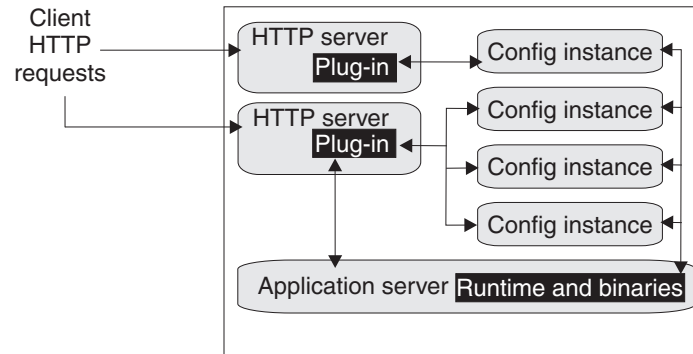 Client
HTTP
requests
HTTP server
Plug-in
Config instance
HTTP server
Plug-in
Config instance
Config instance
Config instance
Application server Runtime and binaries